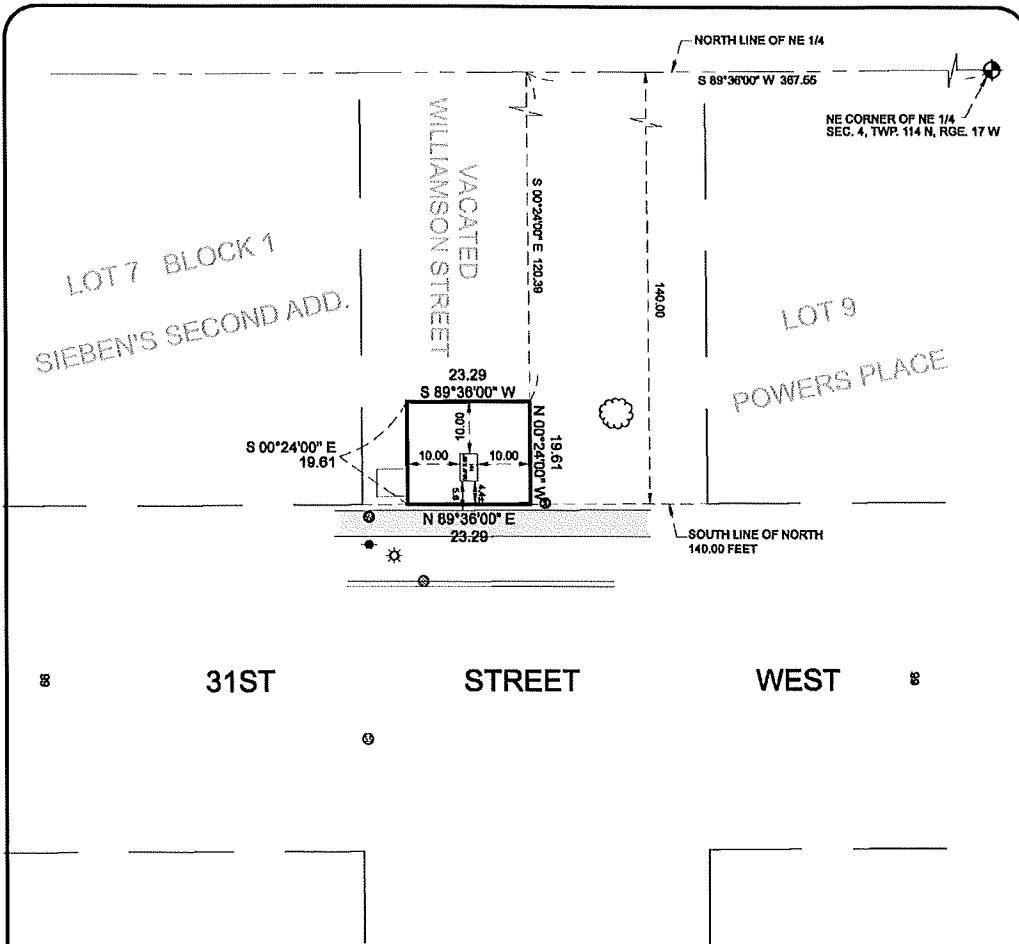 NORTH LINE OF NE 1/4
S 89°36'00" W 367.55
NE CORNER OF NE 1/4
SEC. 4, TWP. 114 N, RGE. 17 W
VACATED
WILLIAMSON STREET
S 00°24'00" E 120.39
140.00
LOT 7 BLOCK 1
SIEBEN'S SECOND ADD.
LOT 9
POWERS PLACE
23.29
S 89°36'00" W
10.00
10.00
10.00
N 00°24'00" W
19.61
S 00°24'00" E
19.61
5.6
4.4±
N 89°36'00" E
23.29
SOUTH LINE OF NORTH
140.00 FEET
31ST STREET WEST